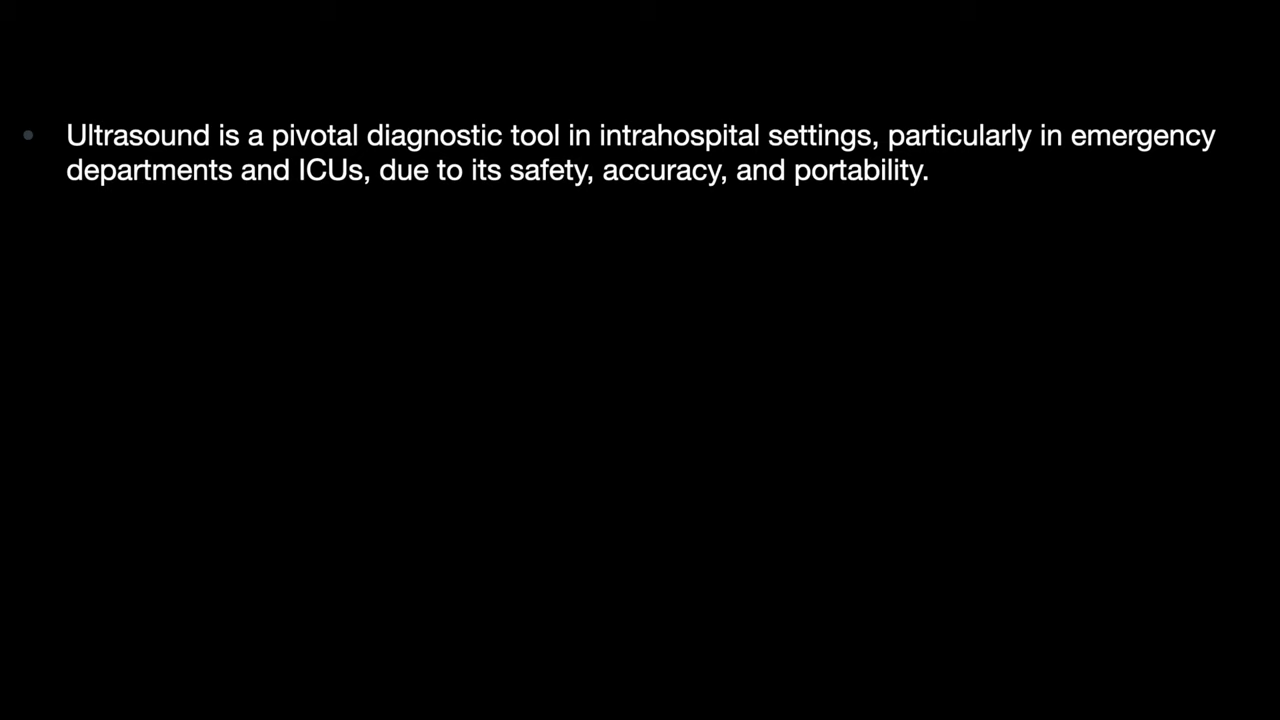 • Ultrasound is a pivotal diagnostic tool in intrahospital settings, particularly in emergency
departments and ICUs, due to its safety, accuracy, and portability.